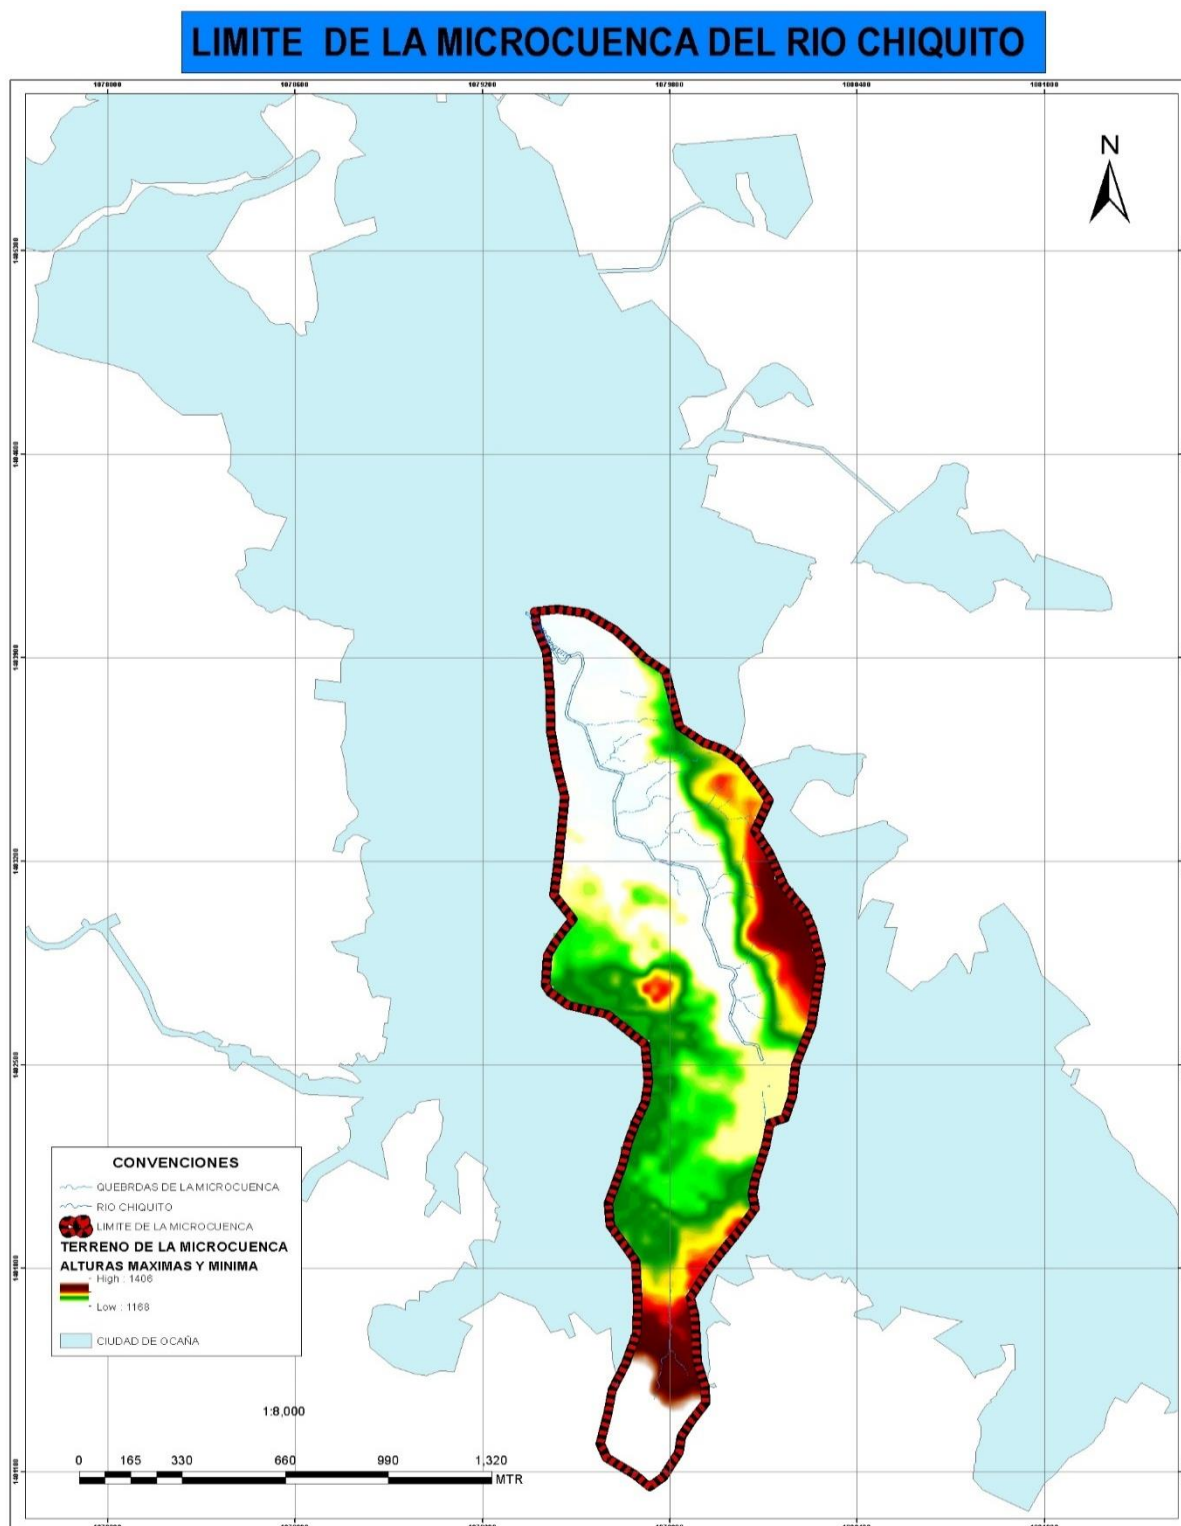 LIMITE DE LA MICROCUENCA DEL RIO CHIQUITO
N
CONVENCIONES
QUEBRDAS DE LA MICROCUENCA
RIO CHIQUITO
LIMITE DE LA MICROCUENCA
TERRENO DE LA MICROCUENCA
ALTURAS MAXIMAS Y MINIMA
High : 1406
Low : 1168
CIUDAD DE OCAÑA
1:8,000
0 165 330 660 990 1,320
MTR